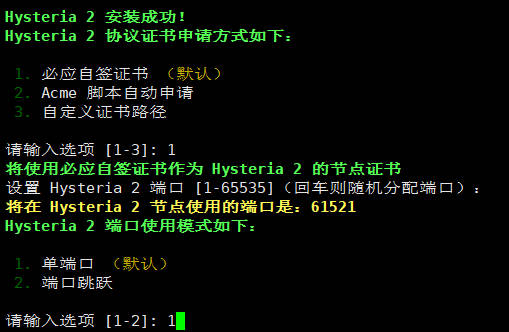 Hysteria 2 安装成功！
Hysteria 2 协议证书申请方式如下：
1. 必应自签证书 （默认）
2. Acme 脚本自动申请
3. 自定义证书路径
请输入选项 [1-3]: 1
将使用必应自签证书作为 Hysteria 2 的节点证书
设置 Hysteria 2 端口 [1-65535]（回车则随机分配端口）：
将在 Hysteria 2 节点使用的端口是：61521
Hysteria 2 端口使用模式如下：
1. 单端口 （默认）
2. 端口跳跃
请输入选项 [1-2]: 1